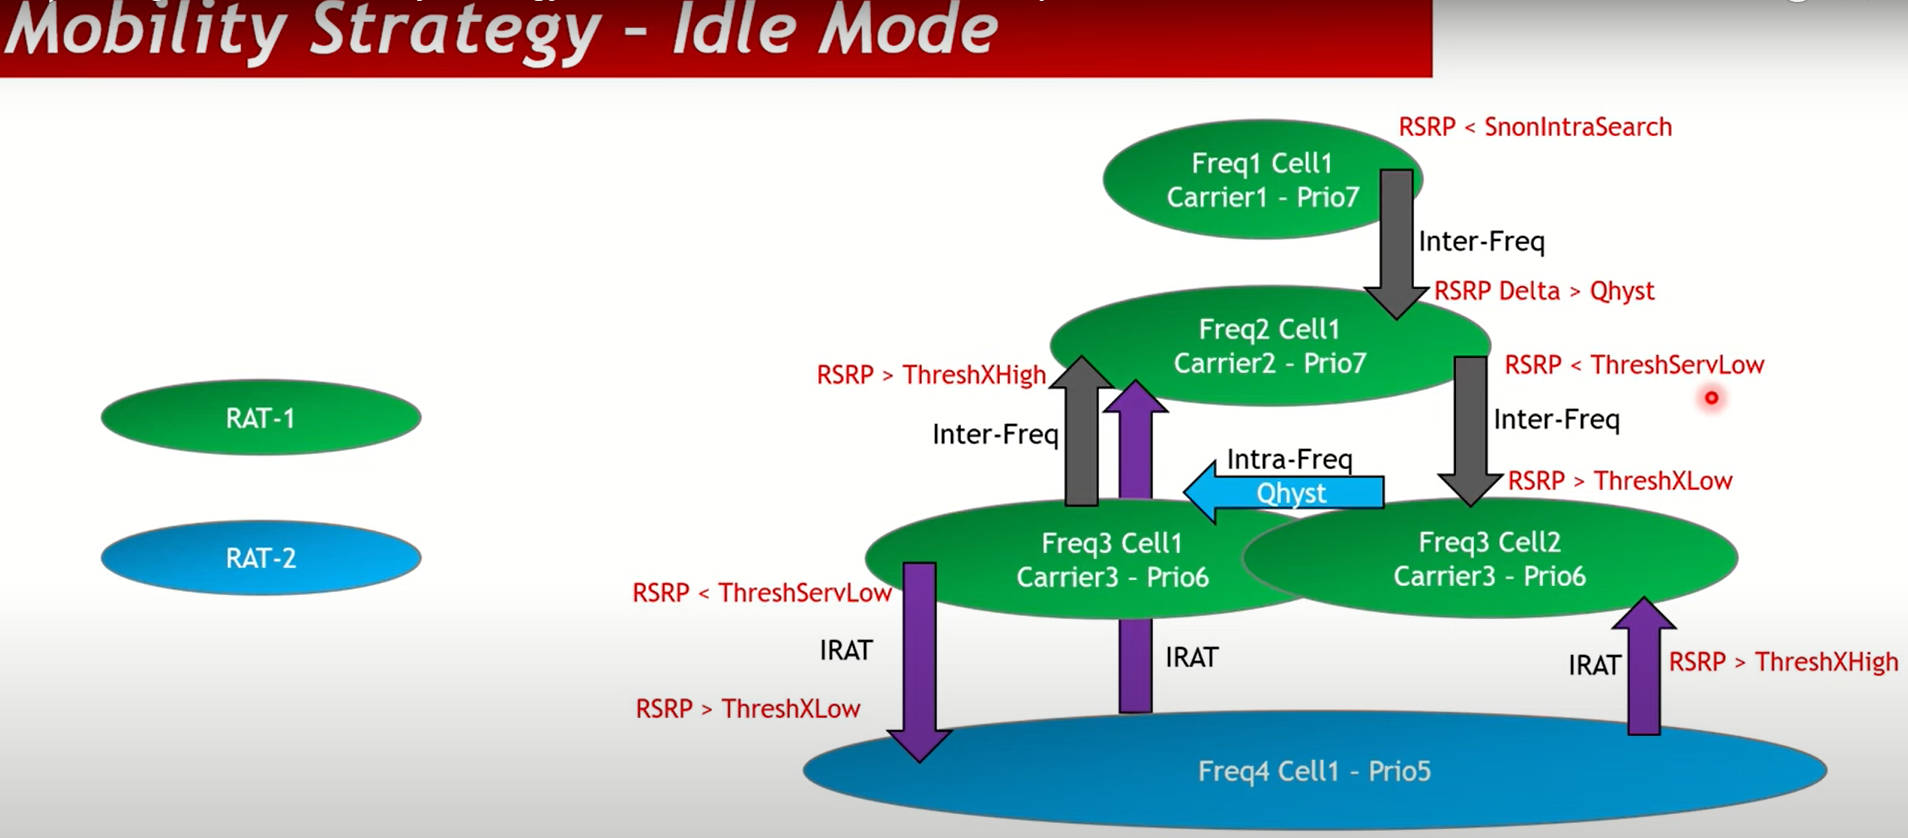 Mobility Strategy – Idle Mode
RSRP < SnonIntraSearch
Freq1 Cell1
Carrier1 – Prio7
Inter-Freq
RSRP Delta > Qhyst
Freq2 Cell1
Carrier2 – Prio7
RSRP > ThreshXHigh
RSRP < ThreshServLow
Inter-Freq
Inter-Freq
RAT-1
Intra-Freq
Qhyst
RSRP > ThreshXLow
Freq3 Cell1
Carrier3 – Prio6
Freq3 Cell2
Carrier3 – Prio6
RAT-2
RSRP < ThreshServLow
IRAT
IRAT
IRAT
RSRP > ThreshXHigh
RSRP > ThreshXLow
Freq4 Cell1 – Prio5